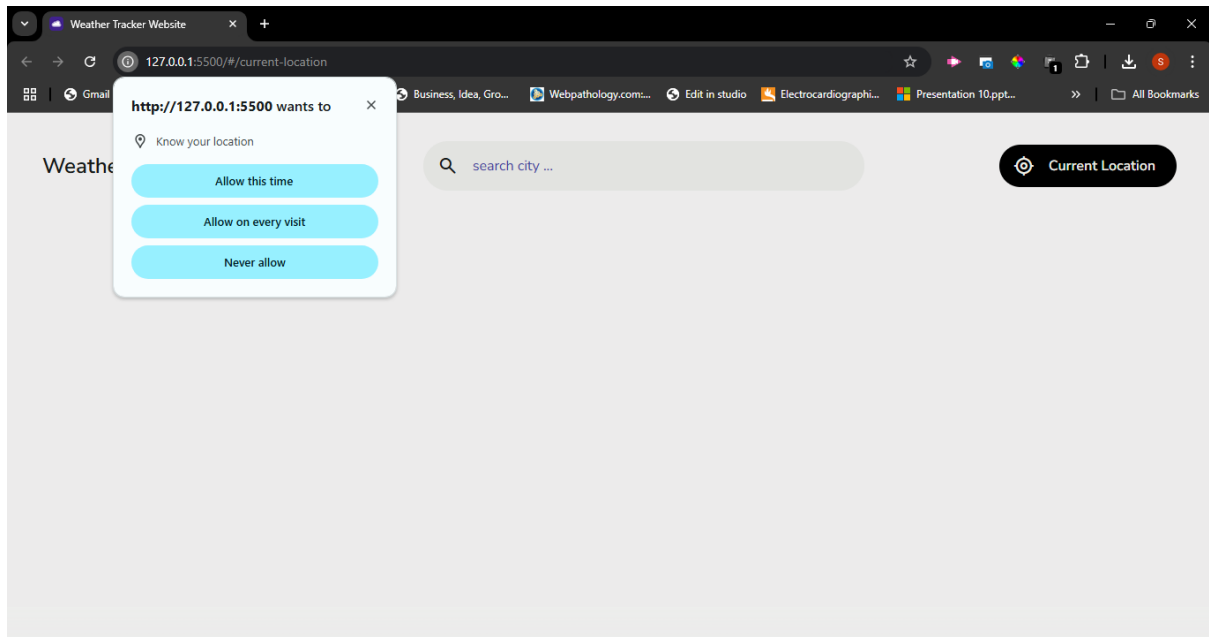 Weather Tracker Website
127.0.0.1:5500/#/current-location
1
S
Gmail
Business, Idea, Gro...
Webpathology.com:...
Edit in studio
Electrocardiographi...
Presentation 10.ppt...
»
All Bookmarks
http://127.0.0.1:5500 wants to
Know your location
Allow this time
Allow on every visit
Never allow
Weathe
search city ...
Current Location